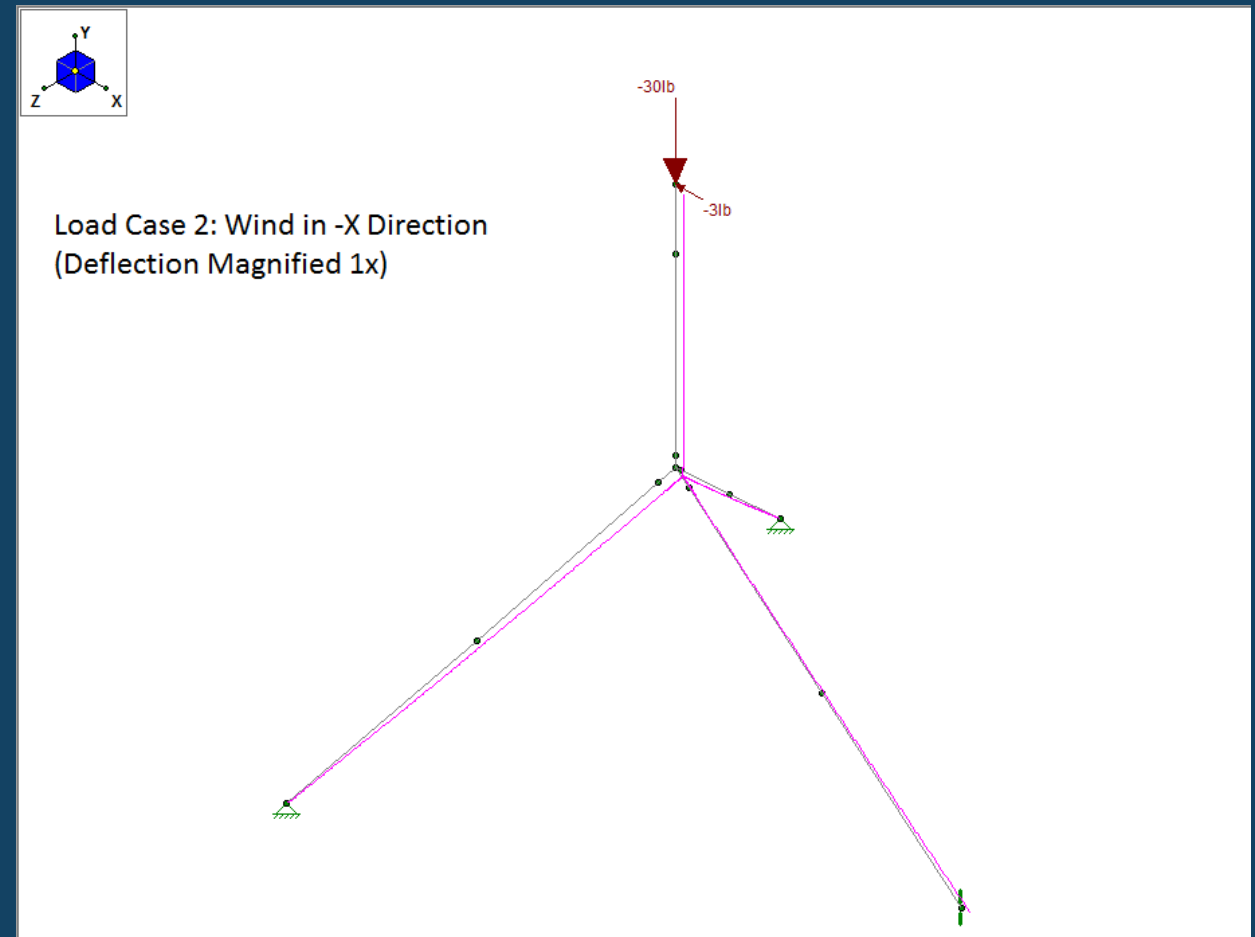 Y
Z
X
-30lb
-3lb
Load Case 2: Wind in -X Direction
(Deflection Magnified 1x)